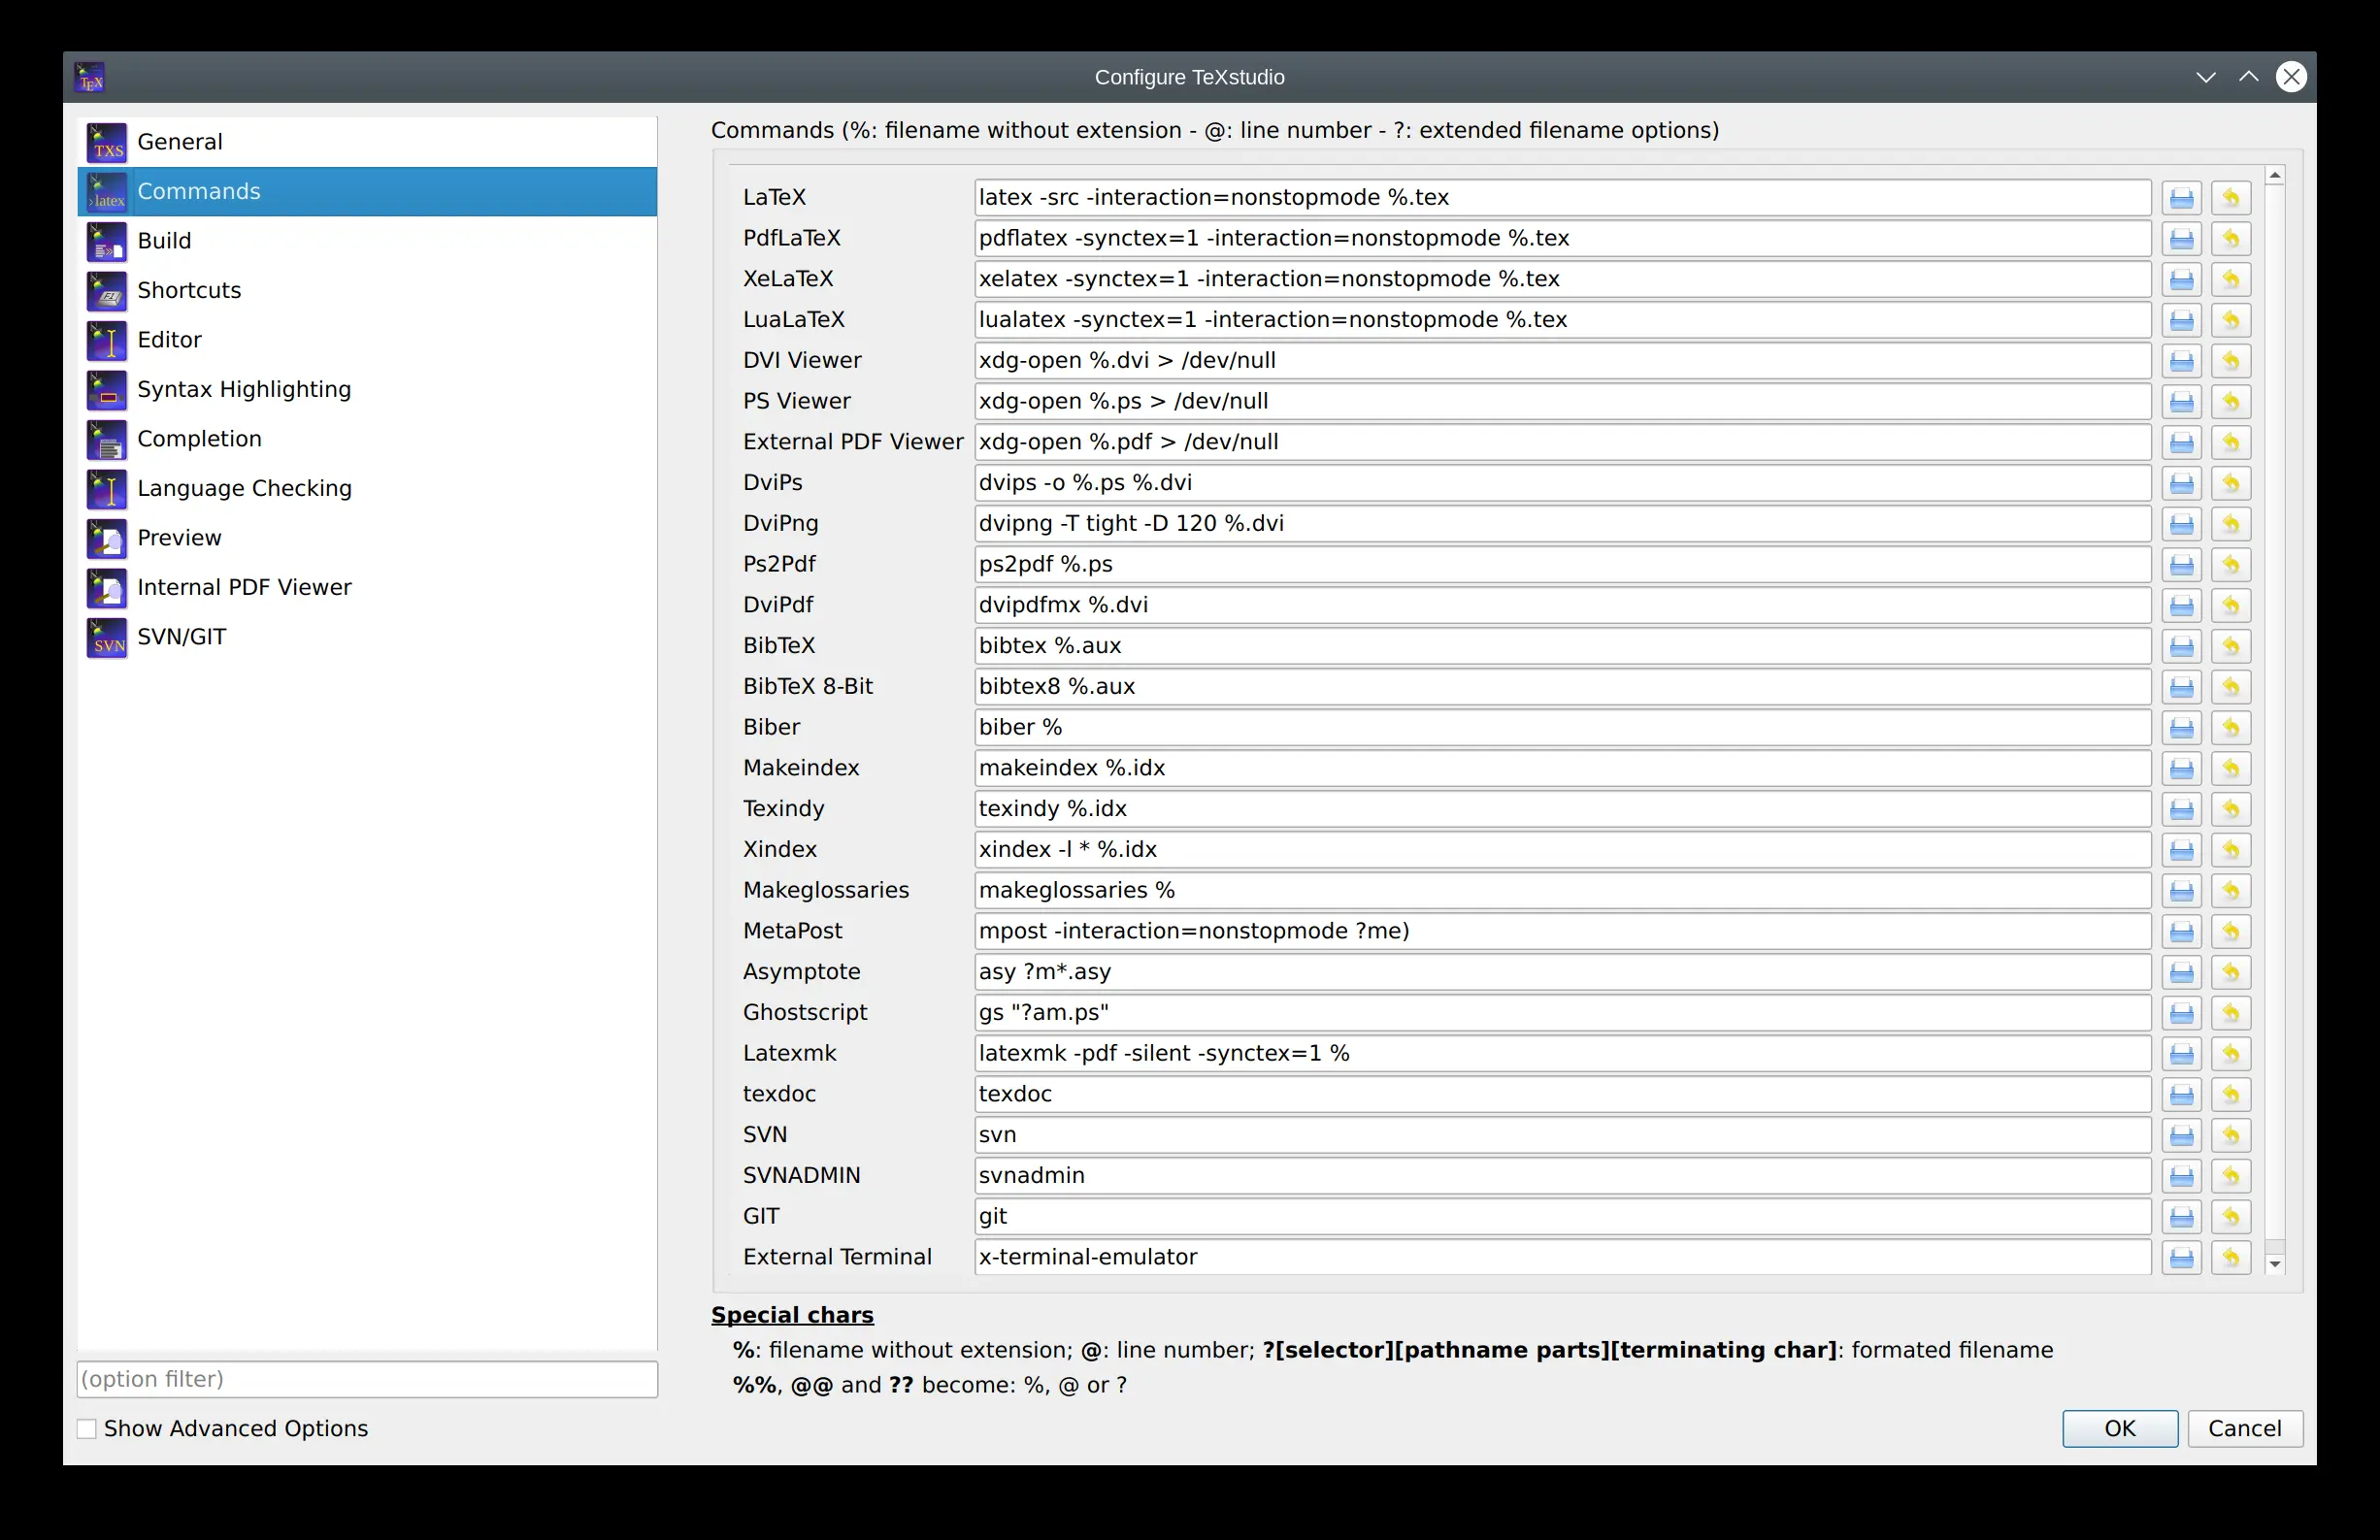 Configure TeXstudio
General
Commands
Build
Shortcuts
Editor
Syntax Highlighting
Completion
Language Checking
Preview
Internal PDF Viewer
SVN/GIT
(option filter)
Show Advanced Options
Commands (%: filename without extension - @: line number - ?: extended filename options)
LaTeX latex -src -interaction=nonstopmode %.tex
PdfLaTeX pdflatex -synctex=1 -interaction=nonstopmode %.tex
XeLaTeX xelatex -synctex=1 -interaction=nonstopmode %.tex
LuaLaTeX lualatex -synctex=1 -interaction=nonstopmode %.tex
DVI Viewer xdg-open %.dvi > /dev/null
PS Viewer xdg-open %.ps > /dev/null
External PDF Viewer xdg-open %.pdf > /dev/null
DviPs dvips -o %.ps %.dvi
DviPng dvipng -T tight -D 120 %.dvi
Ps2Pdf ps2pdf %.ps
DviPdf dvipdfmx %.dvi
BibTeX bibtex %.aux
BibTeX 8-Bit bibtex8 %.aux
Biber biber %
Makeindex makeindex %.idx
Texindy texindy %.idx
Xindex xindex -l * %.idx
Makeglossaries makeglossaries %
MetaPost mpost -interaction=nonstopmode ?me)
Asymptote asy ?m*.asy
Ghostscript gs "?am.ps"
Latexmk latexmk -pdf -silent -synctex=1 %
texdoc texdoc
SVN svn
SVNADMIN svnadmin
GIT git
External Terminal x-terminal-emulator
Special chars
%: filename without extension; @: line number; ?[selector][pathname parts][terminating char]: formated filename
%%, @@ and ?? become: %, @ or ?
OK Cancel